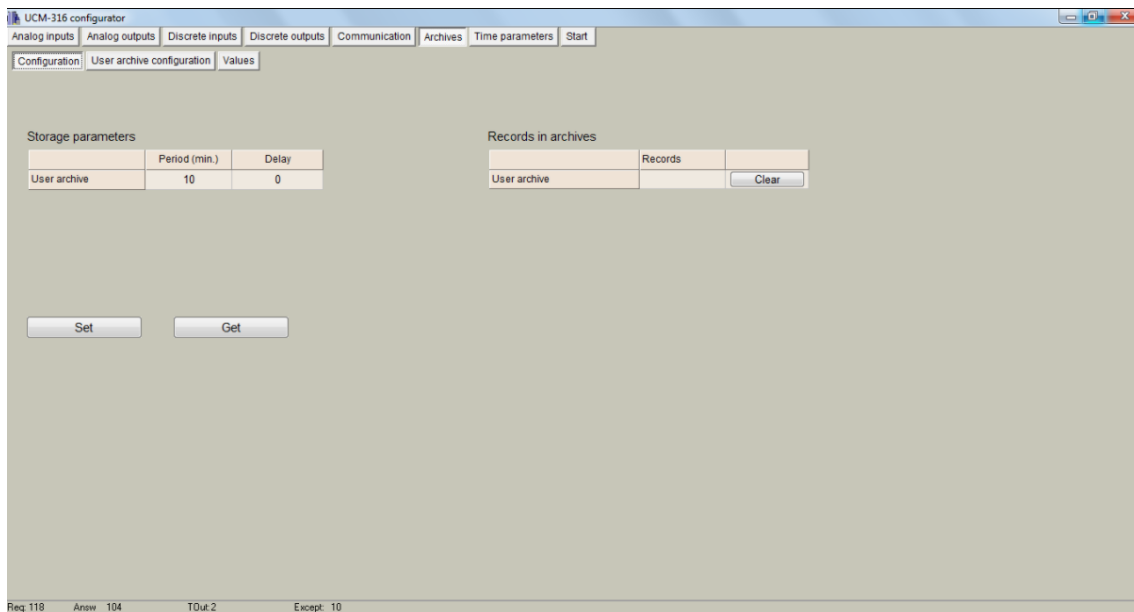 UCM-316 configurator
Analog inputs Analog outputs Discrete inputs Discrete outputs Communication Archives Time parameters Start
Configuration User archive configuration Values
Storage parameters Records in archives
Period (min.) Delay Records
User archive 10 0 User archive Clear
Set Get
Req: 118 Answ 104 TOut:2 Except: 10